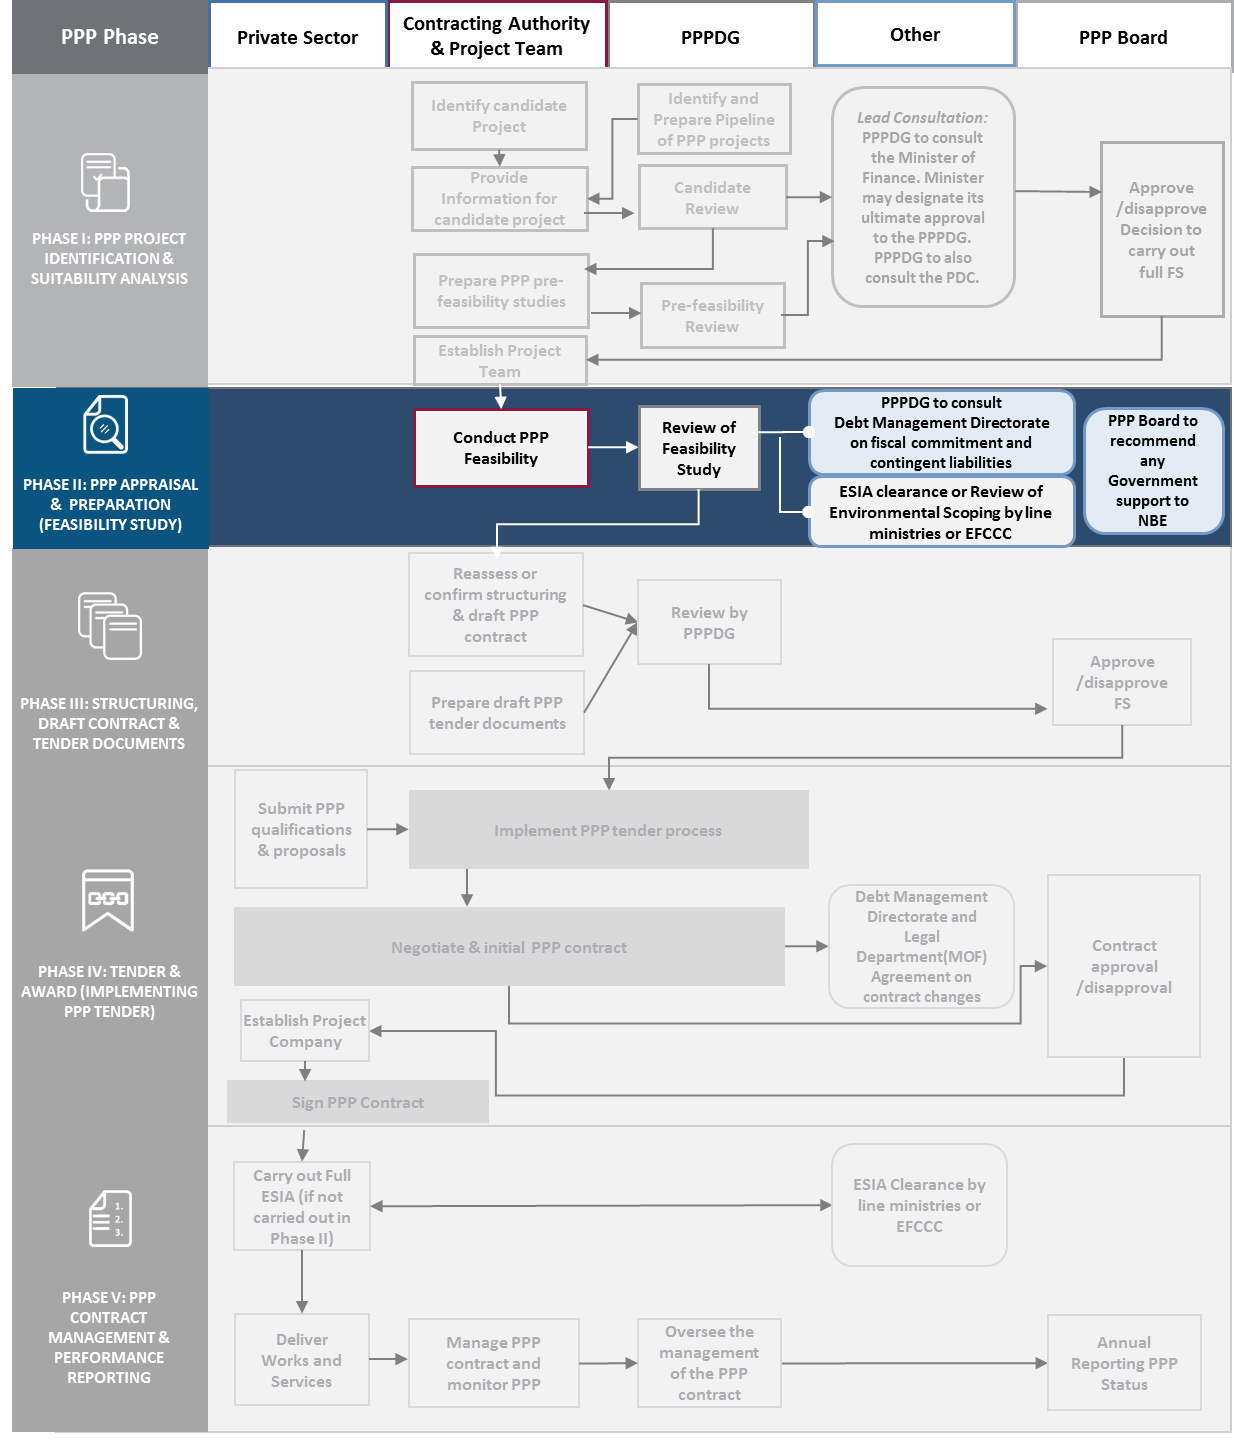 PPP Phase
Private Sector
Contracting Authority
& Project Team
PPPDG
Other
PPP Board
PHASE I: PPP PROJECT
IDENTIFICATION &
SUITABILITY ANALYSIS
Identify candidate
Project
Identify and
Prepare Pipeline
of PPP projects
Provide
Information for
candidate project
Candidate
Review
Lead Consultation:
PPPDG to consult
the Minister of
Finance. Minister
may designate its
ultimate approval
to the PPPDG.
PPPDG to also
consult the PDC.
Approve
/disapprove
Decision to
carry out
full FS
Prepare PPP pre-
feasibility studies
Pre-feasibility
Review
Establish Project
Team
PHASE II: PPP APPRAISAL
& PREPARATION
(FEASIBILITY STUDY)
Conduct PPP
Feasibility
Review of
Feasibility
Study
PPPDG to consult
Debt Management Directorate
on fiscal commitment and
contingent liabilities
ESIA clearance or Review of
Environmental Scoping by line
ministries or EFCCC
PPP Board to
recommend
any
Government
support to
NBE
PHASE III: STRUCTURING,
DRAFT CONTRACT &
TENDER DOCUMENTS
Reassess or
confirm structuring
& draft PPP
contract
Review by
PPPDG
Prepare draft PPP
tender documents
Approve
/disapprove
FS
PHASE IV: TENDER &
AWARD (IMPLEMENTING
PPP TENDER)
Submit PPP
qualifications
& proposals
Implement PPP tender process
Negotiate & initial PPP contract
Debt Management
Directorate and
Legal
Department(MOF)
Agreement on
contract changes
Contract
approval
/disapproval
Establish Project
Company
Sign PPP Contract
1.
2.
3.
PHASE V: PPP
CONTRACT
MANAGEMENT &
PERFORMANCE
REPORTING
Carry out Full
ESIA (if not
carried out in
Phase II)
ESIA Clearance by
line ministries or
EFCCC
Deliver
Works and
Services
Manage PPP
contract and
monitor PPP
Oversee the
management
of the PPP
contract
Annual
Reporting PPP
Status